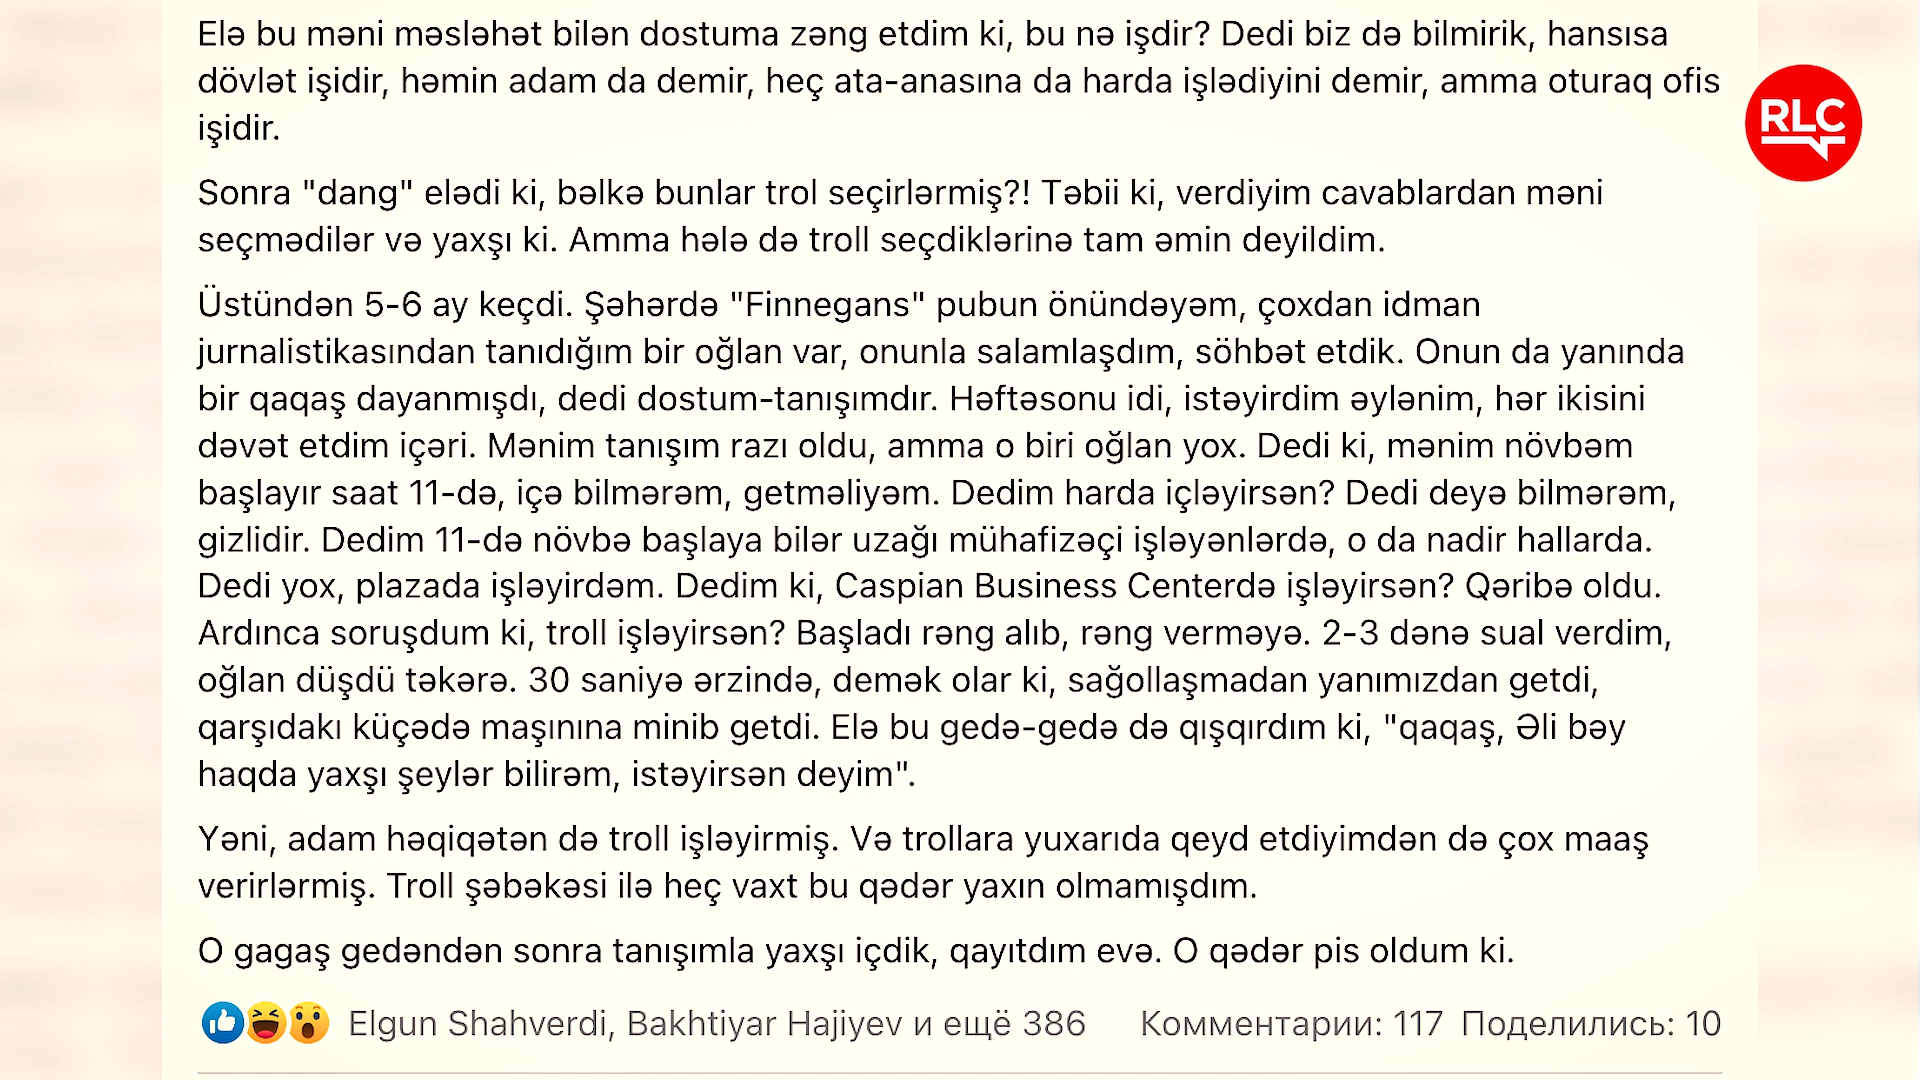 Elə bu məni məsləhət bilən dostuma zəng etdim ki, bu nə işdir? Dedi biz də bilmirik, hansısa
dövlət işidir, həmin adam da demir, heç ata-anasına da harda işlədiyini demir, amma oturaq ofis
işidir.
RLC
Sonra "dang" elədi ki, bəlkə bunlar trol seçirlərmiş?! Təbii ki, verdiyim cavablardan məni
seçmədilər və yaxşı ki. Amma hələ də troll seçdiklərinə tam əmin deyildim.
Üstündən 5-6 ay keçdi. Şəhərdə "Finnegans" pubun önündəyəm, çoxdan idman
jurnalistikasından tanıdığım bir oğlan var, onunla salamlaşdım, söhbət etdik. Onun da yanında
bir qaqaş dayanmışdı, dedi dostum-tanışımdır. Həftəsonu idi, istəyirdim əylənim, hər ikisini
dəvət etdim içəri. Mənim tanışım razı oldu, amma o biri oğlan yox. Dedi ki, mənim növbəm
başlayır saat 11-də, içə bilmərəm, getməliyəm. Dedim harda içləyirsən? Dedi deyə bilmərəm,
gizlidir. Dedim 11-də növbə başlaya bilər uzağı mühafizəçi işləyənlərdə, o da nadir hallarda.
Dedi yox, plazada işləyirdəm. Dedim ki, Caspian Business Centerdə işləyirsən? Qəribə oldu.
Ardınca soruşdum ki, troll işləyirsən? Başladı rəng alıb, rəng verməyə. 2-3 dənə sual verdim,
oğlan düşdü təkərə. 30 saniyə ərzində, demək olar ki, sağollaşmadan yanımızdan getdi,
qarşıdakı küçədə maşınına minib getdi. Elə bu gedə-gedə də qışqırdım ki, "qaqaş, Əli bəy
haqda yaxşı şeylər bilirəm, istəyirsən deyim".
Yəni, adam həqiqətən də troll işləyirmiş. Və trollara yuxarıda qeyd etdiyimdən də çox maaş
verirlərmiş. Troll şəbəkəsi ilə heç vaxt bu qədər yaxın olmamışdım.
O gagaş gedəndən sonra tanışımla yaxşı içdik, qayıtdım evə. O qədər pis oldum ki.
Elgun Shahverdi, Bakhtiyar Hajiyev и ещё 386 Комментарии: 117 Поделились: 10